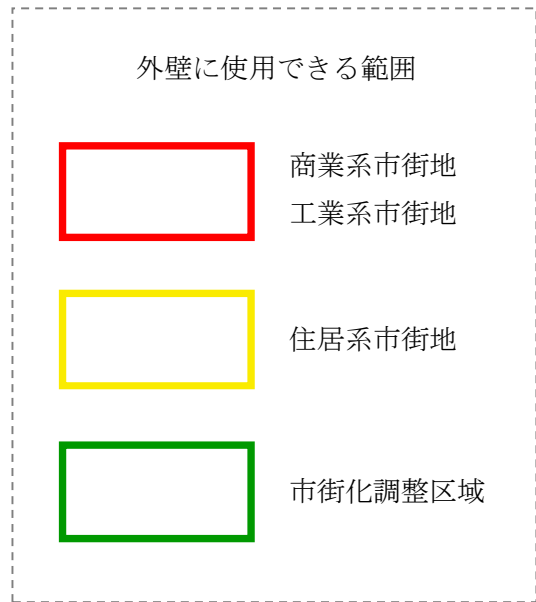 外壁に使用できる範囲
商業系市街地
工業系市街地
住居系市街地
市街化調整区域